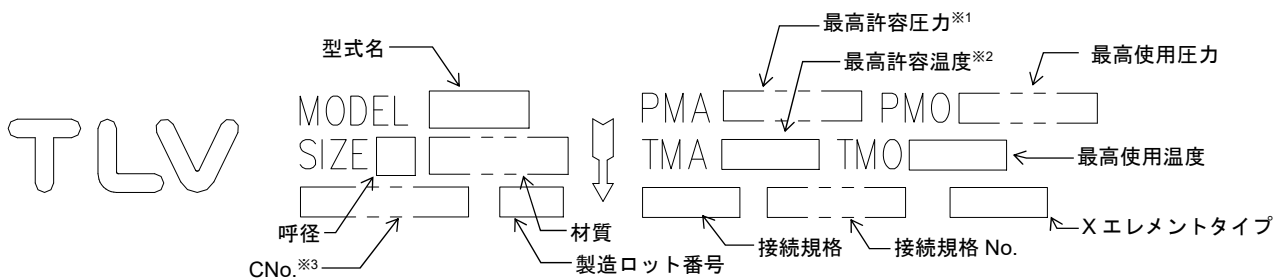 最高許容圧力※1
型式名
最高許容温度※2
最高使用圧力
TLV
MODEL
PMA
PMO
SIZE
TMA
TMO
最高使用温度
呼径
材質
接続規格
接続規格 No.
X エレメントタイプ
CNo.※3
製造ロット番号